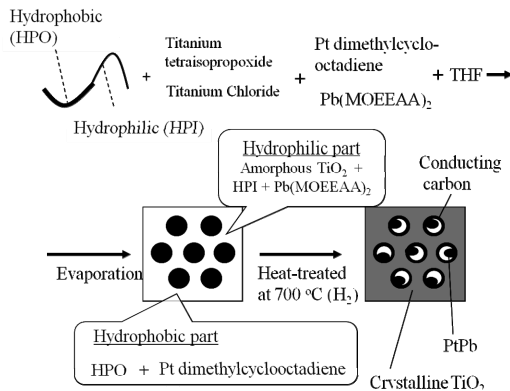 Hydrophobic
(HPO)
Hydrophilic (HPI)
+
Titanium
tetraisopropoxide
Titanium Chloride
+
Pt dimethylcyclo-
octadiene
Pb(MOEEAA)₂
+ THF
Hydrophilic part
Amorphous TiO₂ +
HPI + Pb(MOEEAA)₂
Evaporation
Hydrophobic part
HPO + Pt dimethylcyclooctadiene
Heat-treated
at 700 °C (H₂)
Conducting
carbon
PtPb
Crystalline TiO₂